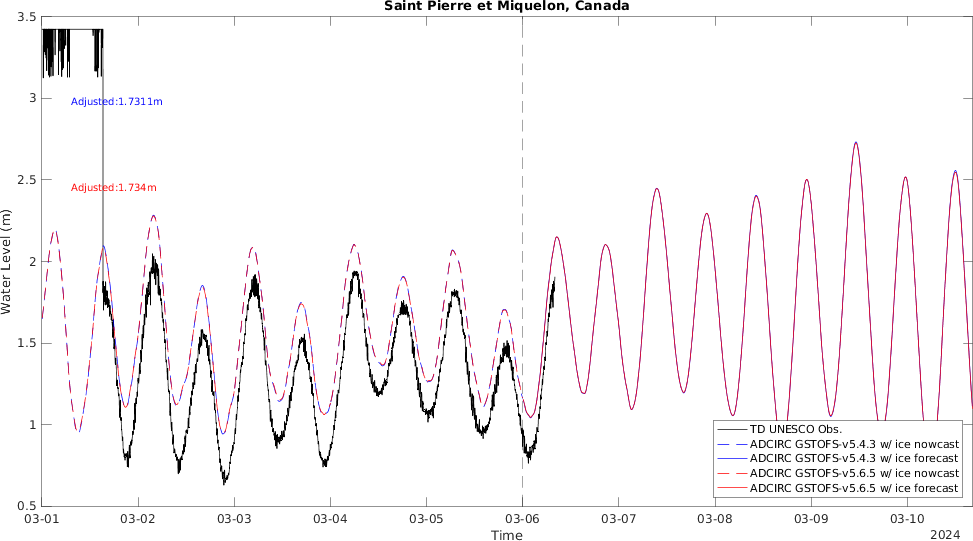 Saint Pierre et Miquelon, Canada
3.5
3
2.5
2
1.5
1
0.5
Water Level (m)
Adjusted:1.7311m
Adjusted:1.734m
TD UNESCO Obs.
ADCIRC GSTOFS-v5.4.3 w/ ice nowcast
ADCIRC GSTOFS-v5.4.3 w/ ice forecast
ADCIRC GSTOFS-v5.6.5 w/ ice nowcast
ADCIRC GSTOFS-v5.6.5 w/ ice forecast
03-01 03-02 03-03 03-04 03-05 03-06 03-07 03-08 03-09 03-10
Time
2024